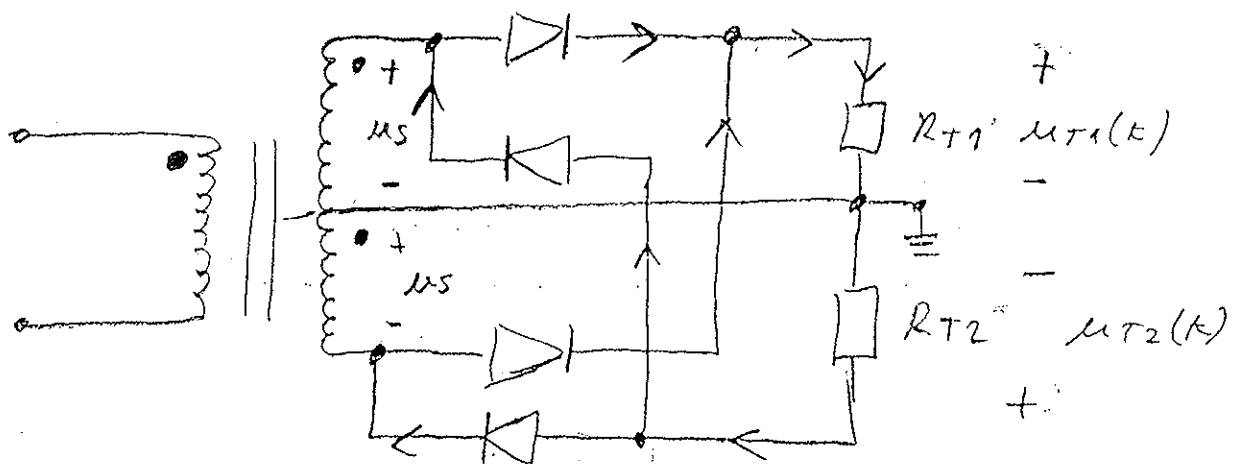 +
us
-
+
us
-
RT1 uT1(t)
+
-
-
RT2 uT2(t)
+